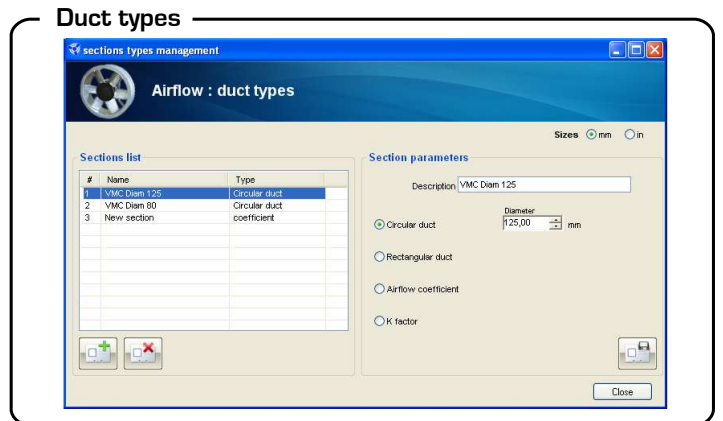 Duct types
sections types management
Airflow : duct types
Sizes mm in
Sections list
# Name Type
1 VMC Diam 125 Circular duct
2 VMC Diam 80 Circular duct
3 New section coefficient
Section parameters
Description VMC Diam 125
Diameter
Circular duct 125,00 mm
Rectangular duct
Airflow coefficient
K factor
Close